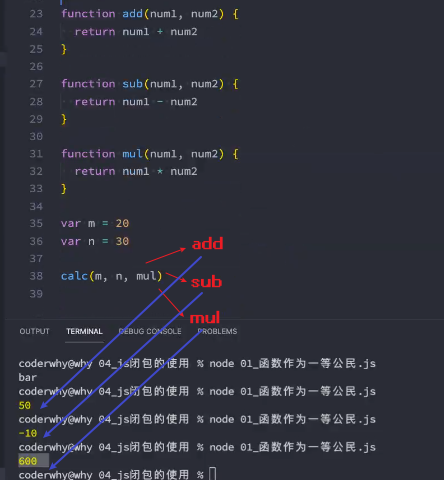 23 function add(num1, num2) {
24 return num1 + num2
25 }
26
27 function sub(num1, num2) {
28 return num1 - num2
29 }
30
31 function mul(num1, num2) {
32 return num1 * num2
33 }
34
35 var m = 20
36 var n = 30
37
add
38 calc(m, n, mul)
sub
39
mul
OUTPUT TERMINAL DEBUG CONSOLE PROBLEMS
coderwhy@why 04_js闭包的使用 % node 01_函数作为一等公民.js
bar
coderwhy@why 04_js闭包的使用 % node 01_函数作为一等公民.js
50
coderwhy@why 04_js闭包的使用 % node 01_函数作为一等公民.js
-10
coderwhy@why 04_js闭包的使用 % node 01_函数作为一等公民.js
600
coderwhy@why 04_js闭包的使用 %